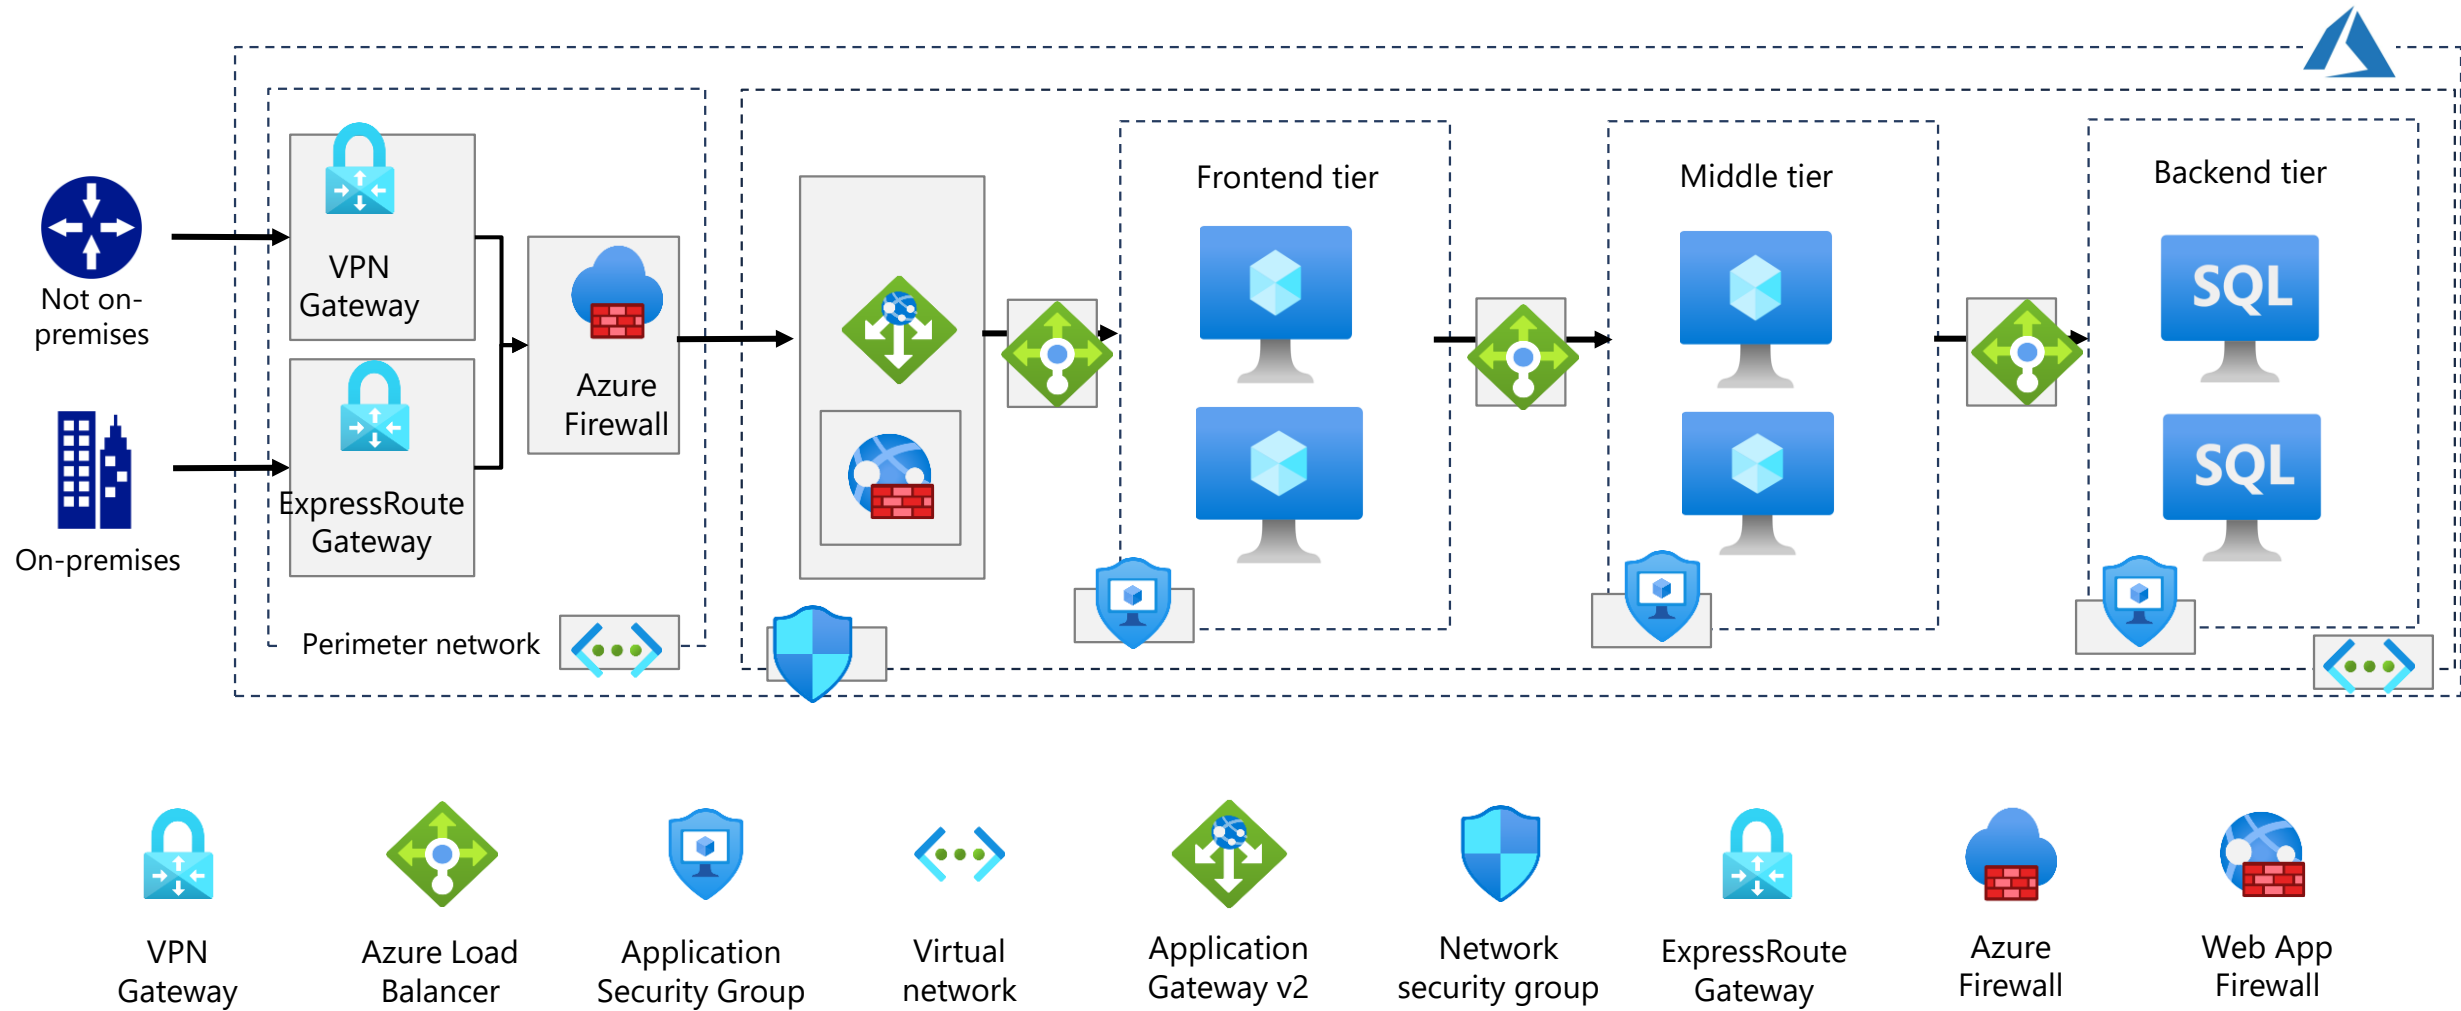 Not on-
premises
On-premises
VPN
Gateway
ExpressRoute
Gateway
Azure
Firewall
Perimeter network
Frontend tier
Middle tier
Backend tier
SQL
SQL
VPN
Gateway
Azure Load
Balancer
Application
Security Group
Virtual
network
Application
Gateway v2
Network
security group
ExpressRoute
Gateway
Azure
Firewall
Web App
Firewall